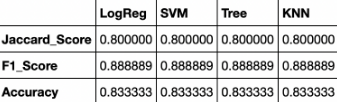 LogReg SVM Tree KNN
Jaccard_Score 0.800000 0.800000 0.800000 0.800000
F1_Score 0.888889 0.888889 0.888889 0.888889
Accuracy 0.833333 0.833333 0.833333 0.833333